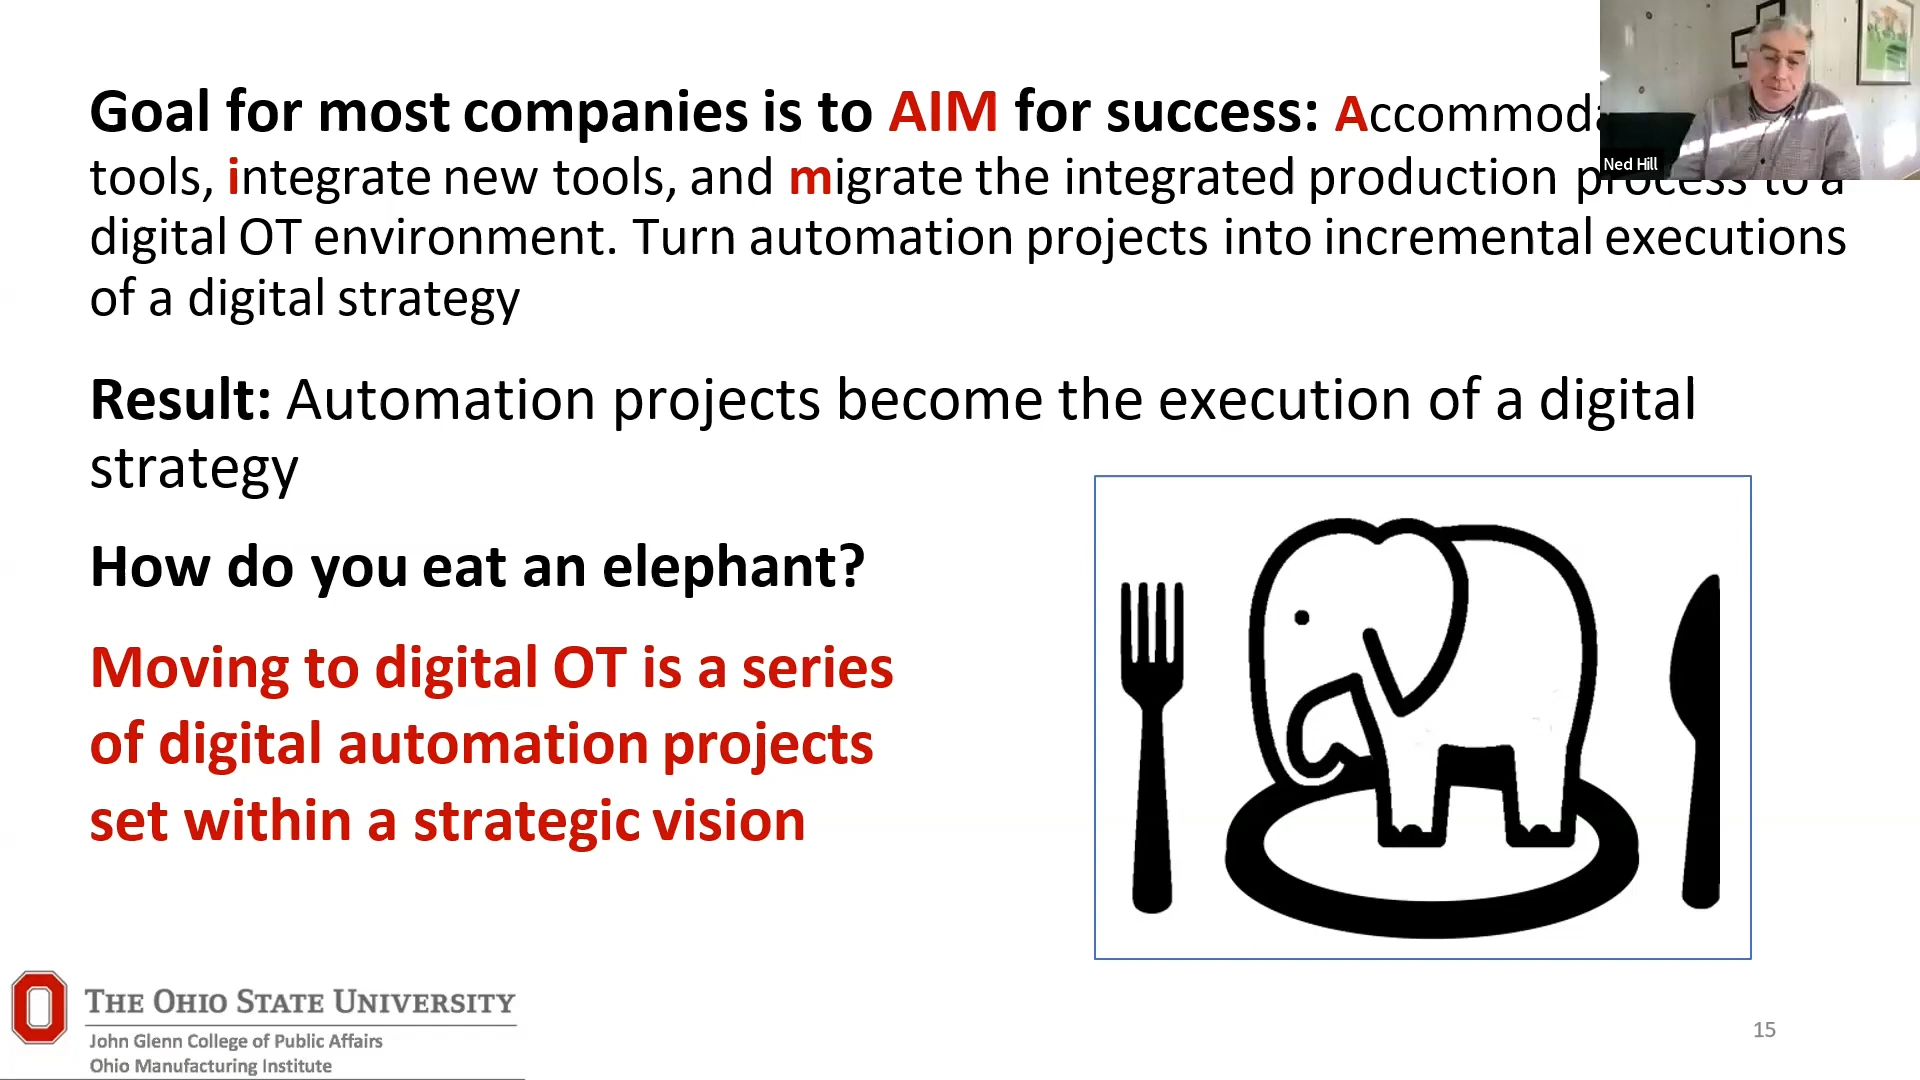 Goal for most companies is to AIM for success: Accommoda
tools, integrate new tools, and migrate the integrated production process to a
digital OT environment. Turn automation projects into incremental executions
of a digital strategy
Result: Automation projects become the execution of a digital
strategy
How do you eat an elephant?
Moving to digital OT is a series
of digital automation projects
set within a strategic vision
Ned Hill
THE OHIO STATE UNIVERSITY
John Glenn College of Public Affairs
Ohio Manufacturing Institute
15